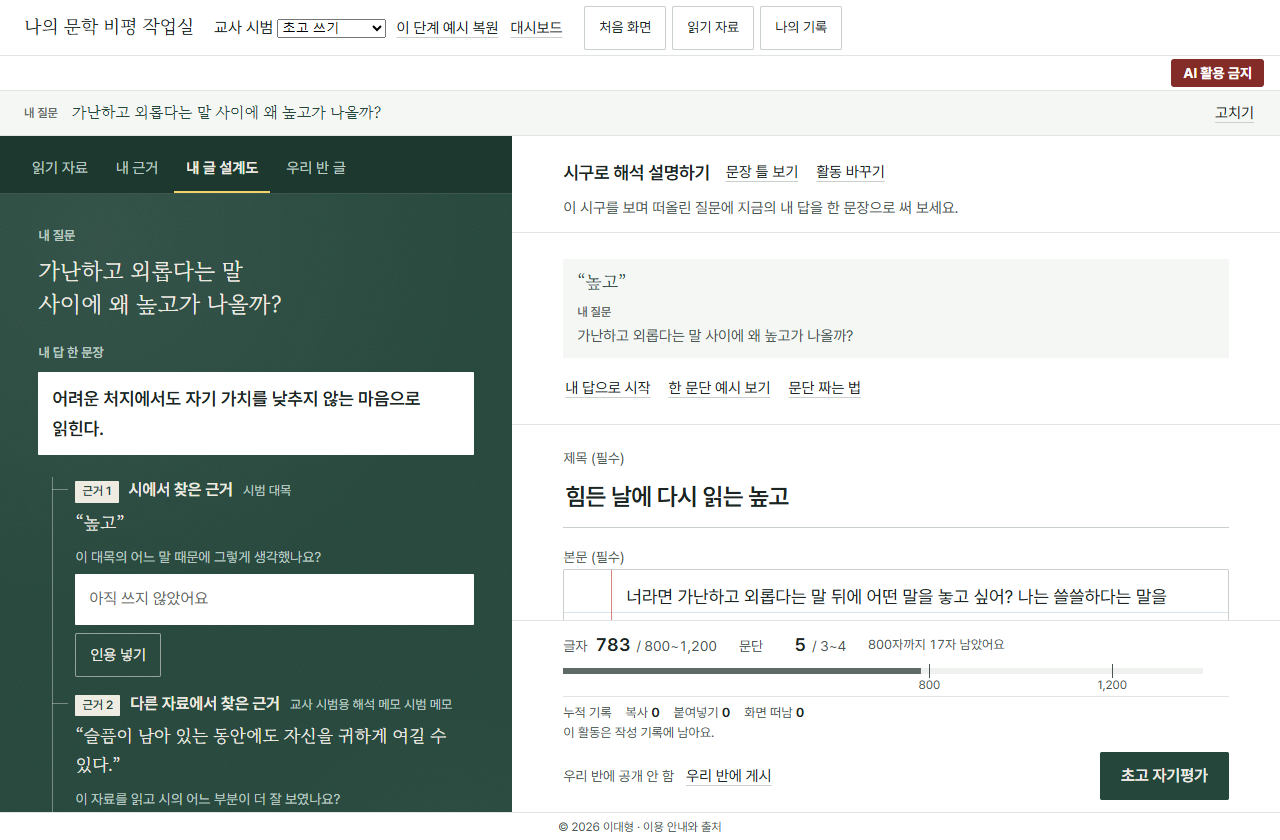 나의 문학 비평 작업실
교사 시범 초고 쓰기 이 단계 예시 복원 대시보드 처음 화면 읽기 자료 나의 기록
AI 활용 금지
내 질문 가난하고 외롭다는 말 사이에 왜 높고가 나올까? 고치기
읽기 자료 내 근거 내 글 설계도 우리 반 글
내 질문
가난하고 외롭다는 말
사이에 왜 높고가 나올까?
내 답 한 문장
어려운 처지에서도 자기 가치를 낮추지 않는 마음으로
읽힌다.
근거 1 시에서 찾은 근거 시범 대목
“높고”
이 대목의 어느 말 때문에 그렇게 생각했나요?
아직 쓰지 않았어요
인용 넣기
근거 2 다른 자료에서 찾은 근거 교사 시범용 해석 메모 시범 메모
“슬픔이 남아 있는 동안에도 자신을 귀하게 여길 수
있다.”
이 자료를 읽고 시의 어느 부분이 더 잘 보였나요?
시구로 해석 설명하기 문장 틀 보기 활동 바꾸기
이 시구를 보며 떠올린 질문에 지금의 내 답을 한 문장으로 써 보세요.
“높고”
내 질문
가난하고 외롭다는 말 사이에 왜 높고가 나올까?
내 답으로 시작 한 문단 예시 보기 문단 짜는 법
제목 (필수)
힘든 날에 다시 읽는 높고
본문 (필수)
너라면 가난하고 외롭다는 말 뒤에 어떤 말을 놓고 싶어? 나는 쓸쓸하다는 말을
글자 783 / 800~1,200 문단 5 / 3~4 800자까지 17자 남았어요
800 1,200
누적 기록 복사 0 붙여넣기 0 화면 떠남 0
이 활동은 작성 기록에 남아요.
우리 반에 공개 안 함 우리 반에 게시 초고 자기평가
© 2026 이대형 · 이용 안내와 출처